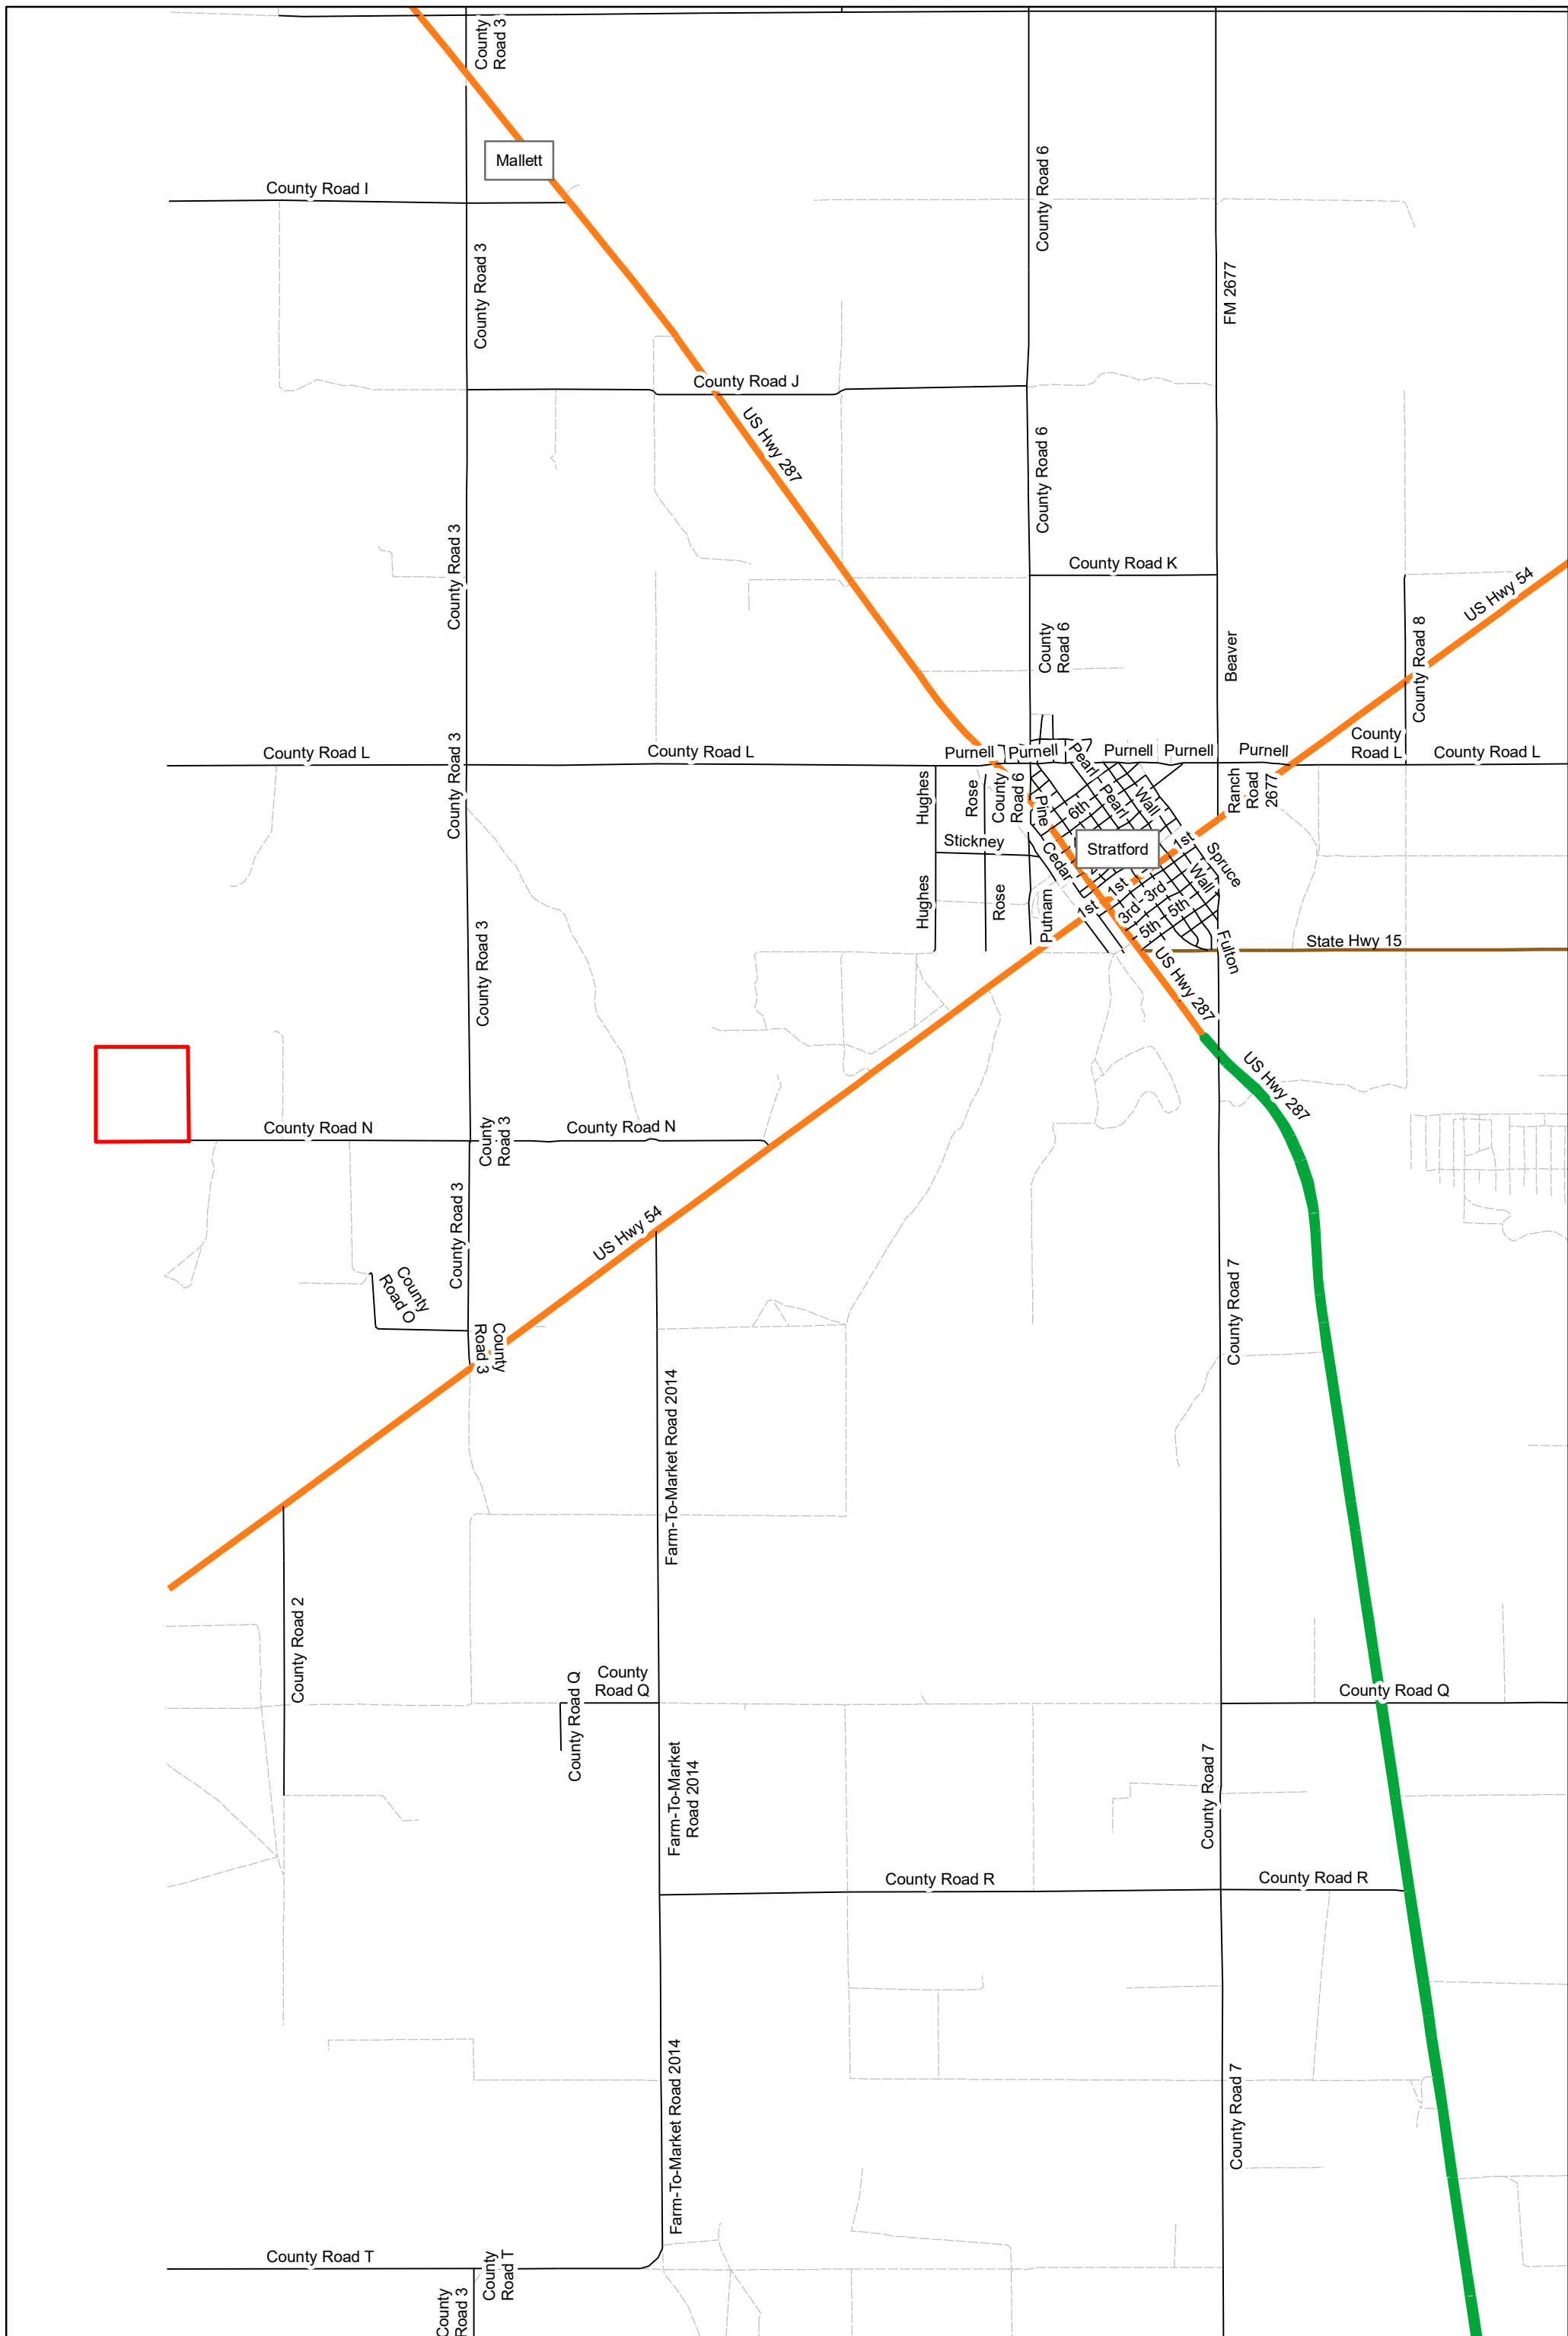 County
Road 3
Mallett
County Road I
County Road 6
County Road 3
FM 2677
County Road J
US Hwy 287
County Road 6
County Road 3
County Road K
US Hwy 54
County
Road 6
Beaver
County Road 8
County Road L
County Road 3
County Road L
Purnell
Purnell
Pearl
Purnell
Purnell
Purnell
County
Road L
County Road L
Hughes
Rose
County
Road 6
Pine
6th
Pearl
Wall
Ranch
Road
2677
Stickney
Cedar
Stratford
1st
Spruce
Hughes
Rose
Putnam
1st
1st
3rd
3rd
Wall
5th
5th
Fulton
State Hwy 15
County Road 3
US Hwy 287
US Hwy 287
County Road N
County
Road 3
County Road N
County Road 3
US Hwy 54
County
Road O
County
Road 3
County Road 7
Farm-To-Market Road 2014
County Road 2
County
Road Q
County Road Q
County Road Q
Farm-To-Market
Road 2014
County Road 7
County Road R
County Road R
Farm-To-Market Road 2014
County Road 7
County Road T
County
Road T
County
Road 3